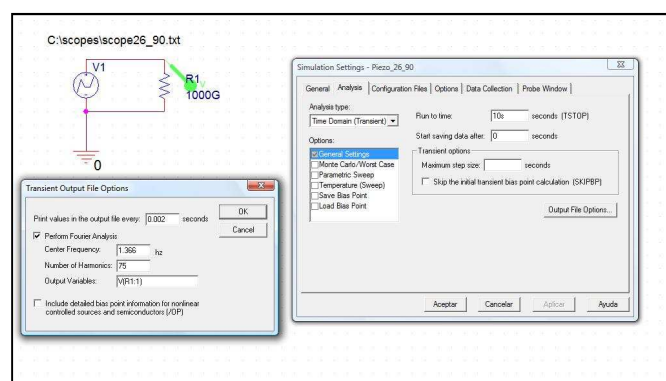 C:\scopes\scope26_90.txt
V1
R1
V
1000G
0
Transient Output File Options
Print values in the output file every: 0.002 seconds
OK
Cancel
Perform Fourier Analysis
Center Frequency: 1.366 hz
Number of Harmonics: 75
Output Variables: V(R1:1)
Include detailed bias point information for nonlinear
controlled sources and semiconductors (/OP)
Simulation Settings - Piezo_26_90
General Analysis Configuration Files Options Data Collection Probe Window
Analysis type:
Time Domain (Transient)
Options:
General Settings
Monte Carlo/Worst Case
Parametric Sweep
Temperature (Sweep)
Save Bias Point
Load Bias Point
Run to time: 10s seconds (TSTOP)
Start saving data after: 0 seconds
Transient options
Maximum step size: seconds
Skip the initial transient bias point calculation (SKIPBP)
Output File Options...
Aceptar Cancelar Aplicar Ayuda